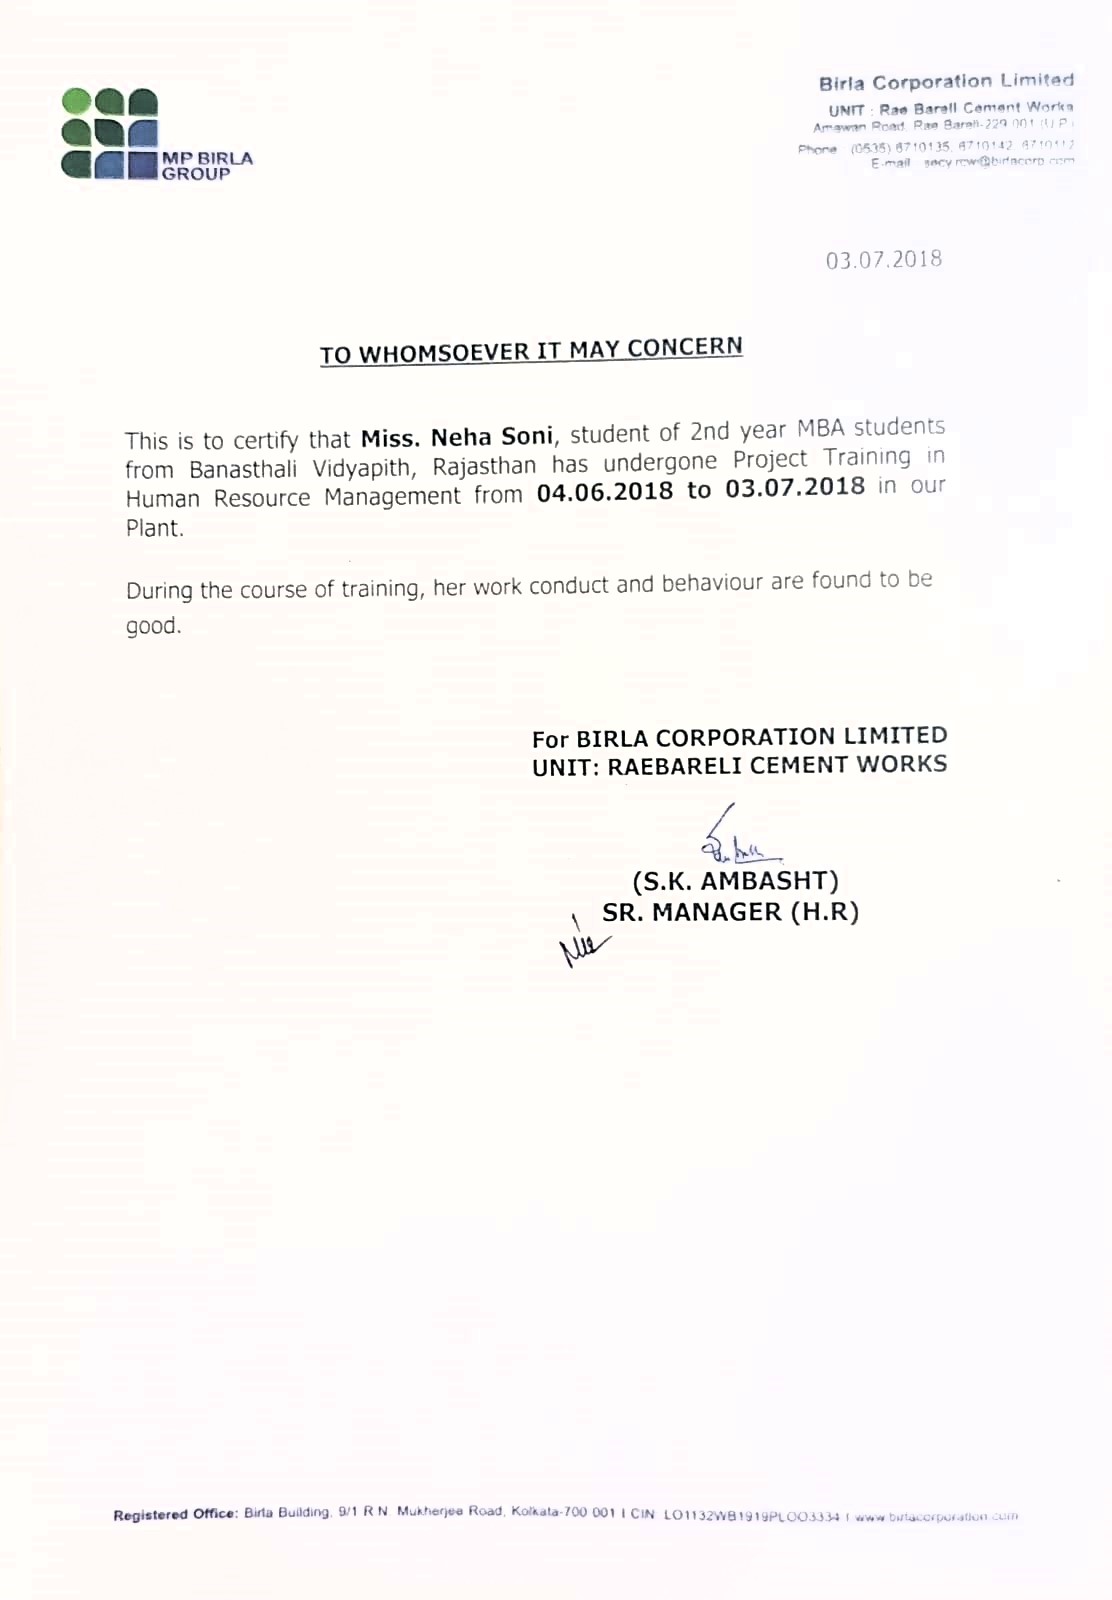 MP BIRLA
GROUP
Birla Corporation Limited
UNIT : Rae Bareli Cement Works
Amawan Road, Rae Bareli-229 001 (U.P.)
Phone (0535) 6710135, 6710142, 6710112
E-mail
03.07.2018
TO WHOMSOEVER IT MAY CONCERN
This is to certify that Miss. Neha Soni, student of 2nd year MBA students
from Banasthali Vidyapith, Rajasthan has undergone Project Training in
Human Resource Management from 04.06.2018 to 03.07.2018 in our
Plant.
During the course of training, her work conduct and behaviour are found to be
good.
For BIRLA CORPORATION LIMITED
UNIT: RAEBARELI CEMENT WORKS
(S.K. AMBASHT)
SR. MANAGER (H.R)
Registered Office: Birla Building, 9/1 R N Mukherjee Road, Kolkata-700 001 I CIN LO1132WB1919PLOO3334 I www.birlacorporation.com